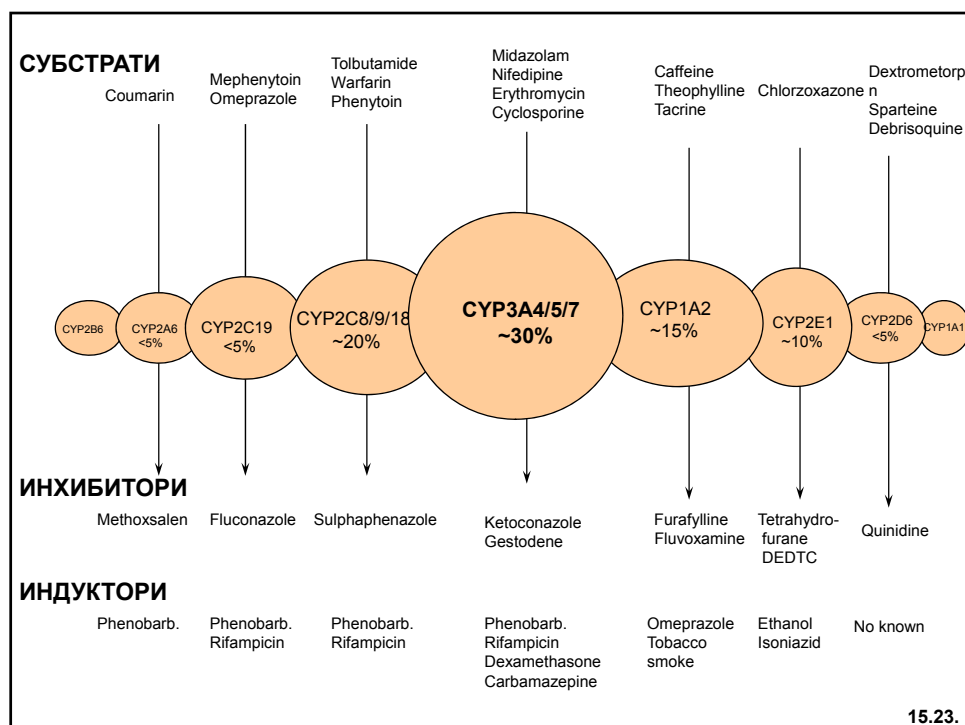 СУБСТРАТИ
Coumarin
Mephenytoin
Omeprazole
Tolbutamide
Warfarin
Phenytoin
Midazolam
Nifedipine
Erythromycin
Cyclosporine
Caffeine
Theophylline
Tacrine
Chlorzoxazone
Dextrometorp
n
Sparteine
Debrisoquine
CYP2B6
CYP2A6
<5%
CYP2C19
<5%
CYP2C8/9/18
~20%
CYP3A4/5/7
~30%
CYP1A2
~15%
CYP2E1
~10%
CYP2D6
<5%
CYP1A1
ИНХИБИТОРИ
Methoxsalen
Fluconazole
Sulphaphenazole
Ketoconazole
Gestodene
Furafylline
Fluvoxamine
Tetrahydro-
furane
DEDTC
Quinidine
ИНДУКТОРИ
Phenobarb.
Phenobarb.
Rifampicin
Phenobarb.
Rifampicin
Phenobarb.
Rifampicin
Dexamethasone
Carbamazepine
Omeprazole
Tobacco
smoke
Ethanol
Isoniazid
No known
15.23.